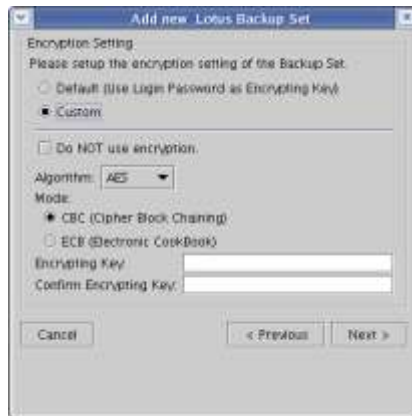 Add new Lotus Backup Set
Encryption Setting
Please setup the encryption setting of the Backup Set.
Default (Use Login Password as Encrypting Key)
Custom
Do NOT use encryption.
Algorithm: AES
Mode:
CBC (Cipher Block Chaining)
ECB (Electronic CookBook)
Encrypting Key:
Confirm Encrypting Key:
Cancel < Previous Next >